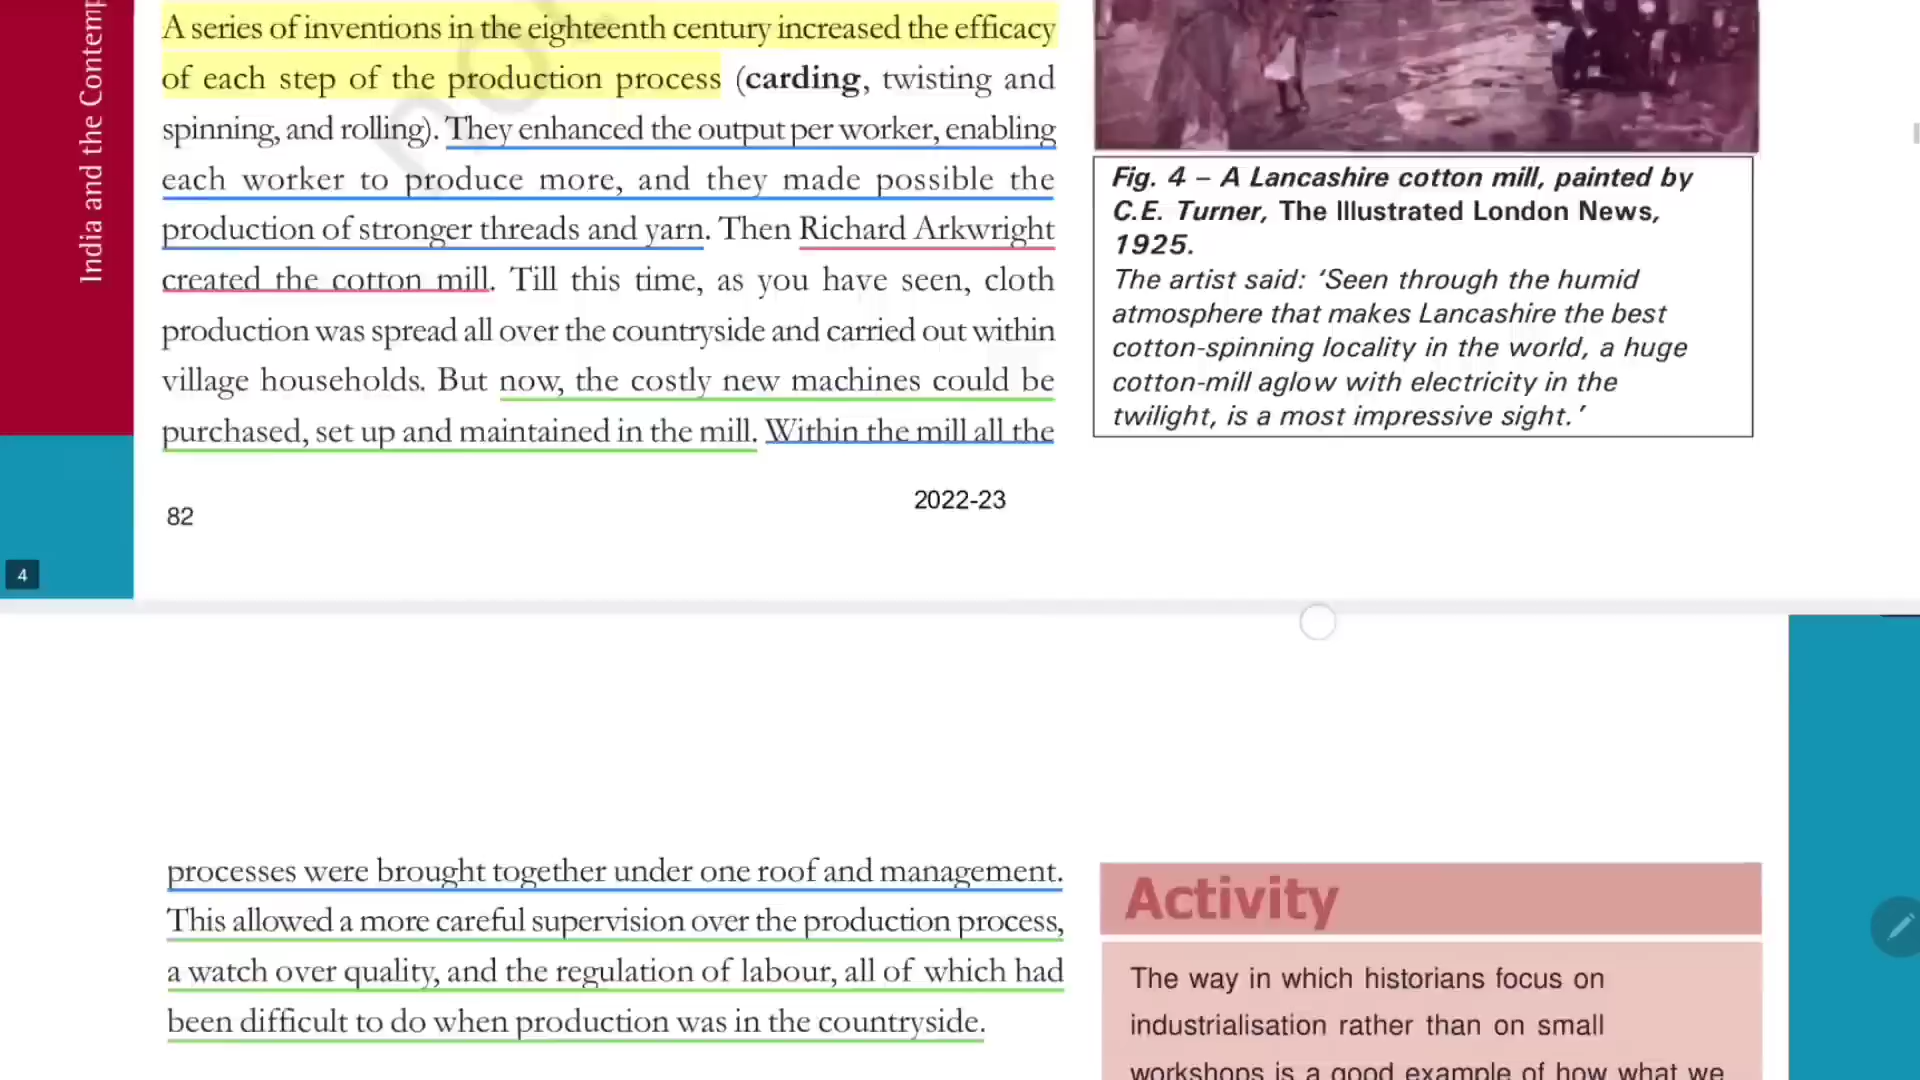 India and the Contemp
A series of inventions in the eighteenth century increased the efficacy
of each step of the production process (carding, twisting and
spinning, and rolling). They enhanced the output per worker, enabling
each worker to produce more, and they made possible the
production of stronger threads and yarn. Then Richard Arkwright
created the cotton mill. Till this time, as you have seen, cloth
production was spread all over the countryside and carried out within
village households. But now, the costly new machines could be
purchased, set up and maintained in the mill. Within the mill all the
Fig. 4 – A Lancashire cotton mill, painted by
C.E. Turner, The Illustrated London News,
1925.
The artist said: ‘Seen through the humid
atmosphere that makes Lancashire the best
cotton-spinning locality in the world, a huge
cotton-mill aglow with electricity in the
twilight, is a most impressive sight.’
82
2022-23
4
processes were brought together under one roof and management.
This allowed a more careful supervision over the production process,
a watch over quality, and the regulation of labour, all of which had
been difficult to do when production was in the countryside.
Activity
The way in which historians focus on
industrialisation rather than on small
workshops is a good example of how what we